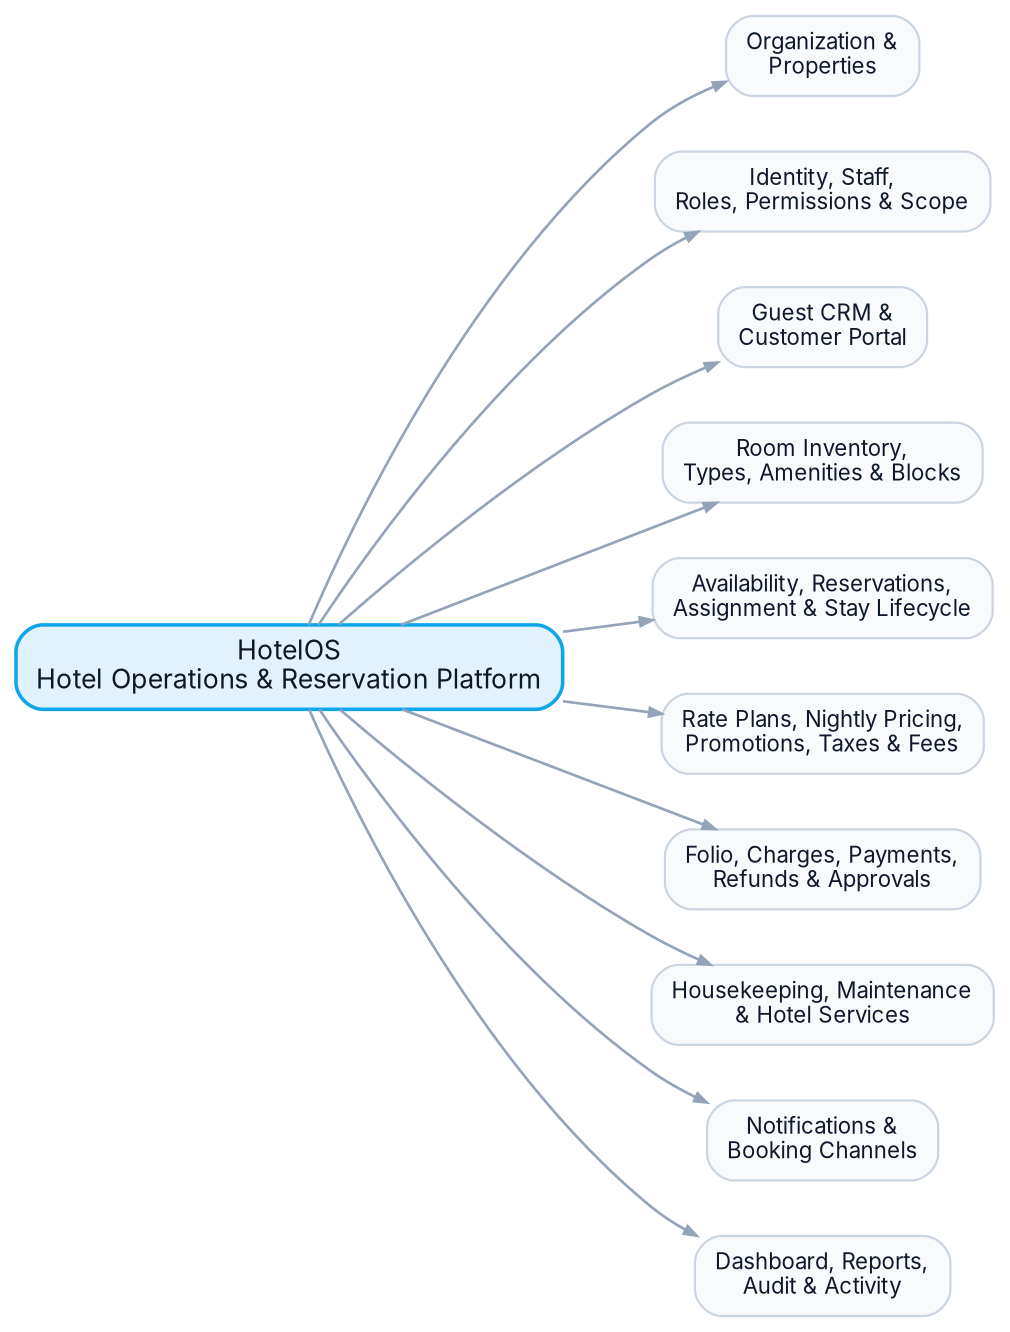 Organization &
Properties
Identity, Staff,
Roles, Permissions & Scope
Guest CRM &
Customer Portal
Room Inventory,
Types, Amenities & Blocks
Availability, Reservations,
Assignment & Stay Lifecycle
HotelOS
Hotel Operations & Reservation Platform
Rate Plans, Nightly Pricing,
Promotions, Taxes & Fees
Folio, Charges, Payments,
Refunds & Approvals
Housekeeping, Maintenance
& Hotel Services
Notifications &
Booking Channels
Dashboard, Reports,
Audit & Activity